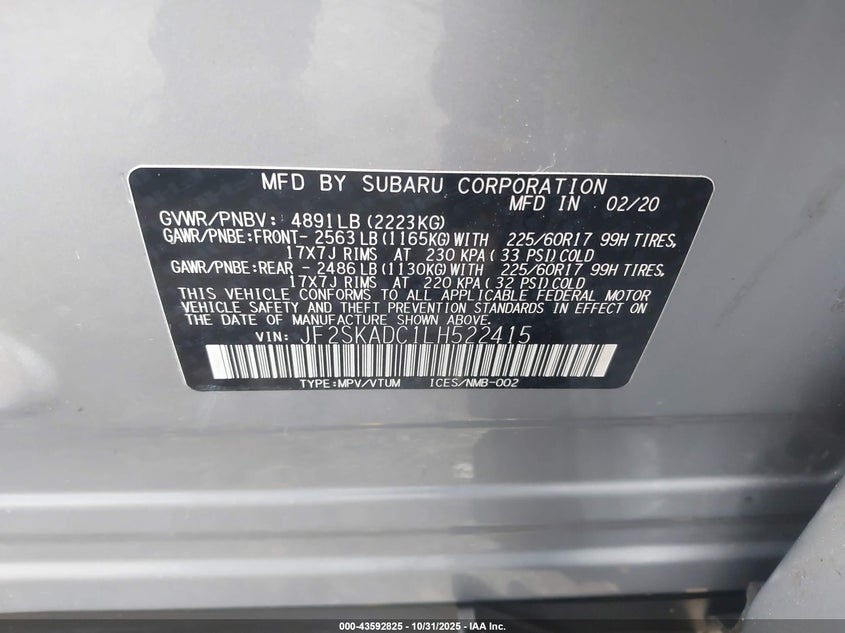 MFD BY SUBARU CORPORATION
MFD IN 02/20
GVWR/PNBV: 4891LB (2223KG)
GAWR/PNBE:FRONT- 2563 LB (1165KG) WITH 225/60R17 99H TIRES,
17X7J RIMS AT 230 KPA ( 33 PSI) COLD
GAWR/PNBE:REAR - 2486 LB (1130KG) WITH 225/60R17 99H TIRES,
17X7J RIMS AT 220 KPA ( 32 PSI) COLD
THIS VEHICLE CONFORMS TO ALL APPLICABLE FEDERAL MOTOR
VEHICLE SAFETY AND THEFT PREVENTION STANDARDS IN EFFECT ON
THE DATE OF MANUFACTURE SHOWN ABOVE.
VIN: JF2SKADC1LH522415
TYPE:MPV/VTUM ICES/NMB-002
000-43592825 - 10/31/2025 - IAA Inc.